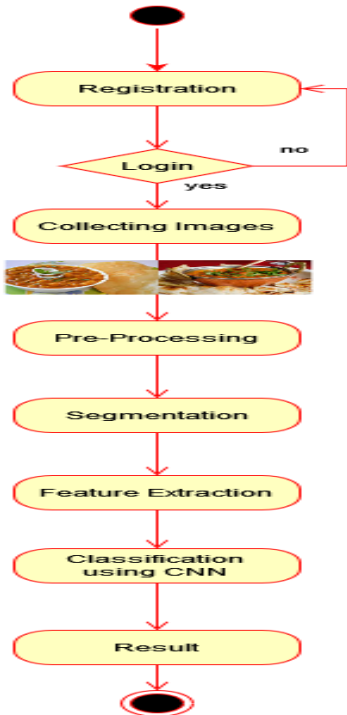 Registration
Login
no
yes
Collecting Images
Pre-Processing
Segmentation
Feature Extraction
Classification
using CNN
Result